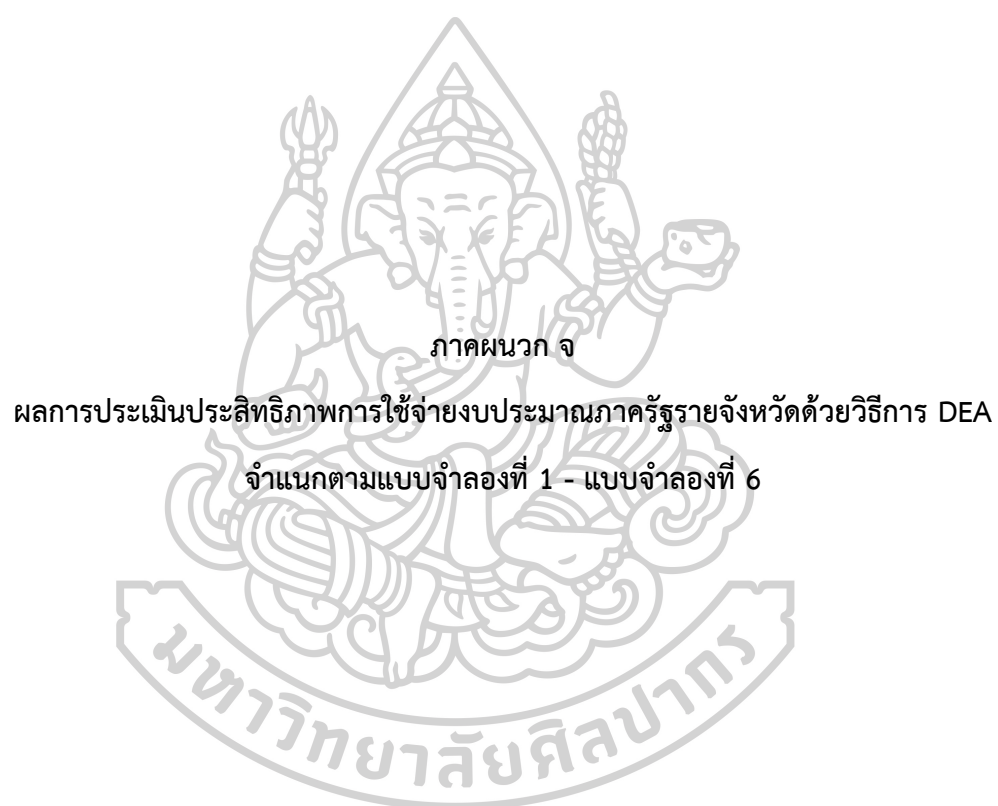 ภาคผนวก จ
ผลการประเมินประสิทธิภาพการใช้จ่ายงบประมาณภาครัฐรายจังหวัดด้วยวิธีการ DEA
จำแนกตามแบบจำลองที่ 1 - แบบจำลองที่ 6
มหาวิทยาลัยศิลปากร